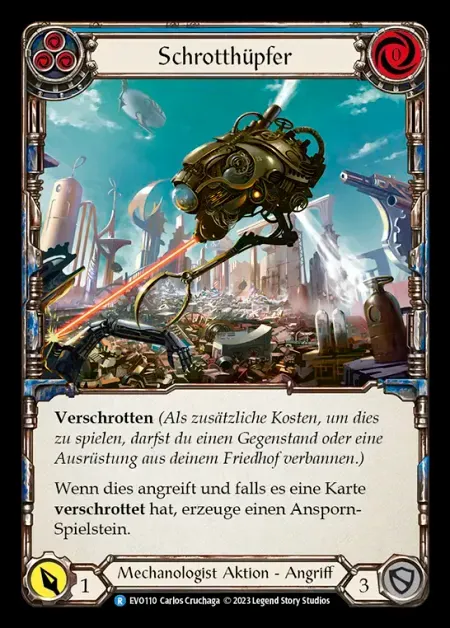 Schrotthüpfer
0
Verschrotten (Als zusätzliche Kosten, um dies
zu spielen, darfst du einen Gegenstand oder eine
Ausrüstung aus deinem Friedhof verbannen.)
Wenn dies angreift und falls es eine Karte
verschrottet hat, erzeuge einen Ansporn-
Spielstein.
1
Mechanologist Aktion - Angriff
3
R EVO110 Carlos Cruchaga © 2023 Legend Story Studios